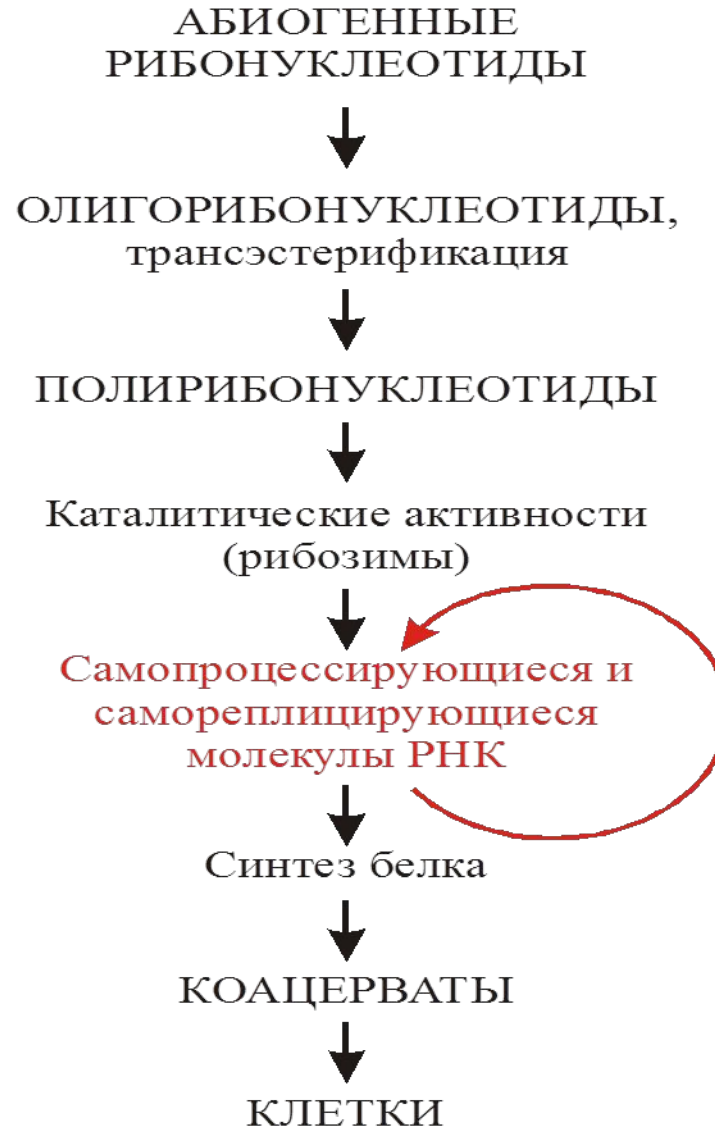 АБИОГЕННЫЕ
РИБОНУКЛЕОТИДЫ
ОЛИГОРИБОНУКЛЕОТИДЫ,
трансэстерификация
ПОЛИРИБОНУКЛЕОТИДЫ
Каталитические активности
(рибозимы)
Самопроцессирующиеся и
самореплицирующиеся
молекулы РНК
Синтез белка
КОАЦЕРВАТЫ
КЛЕТКИ